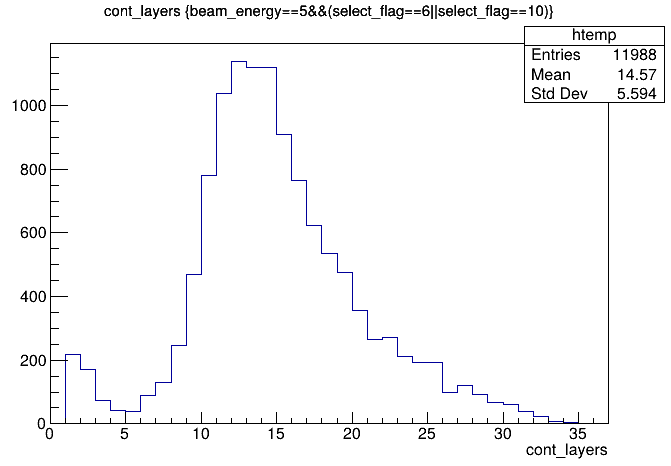 cont_layers {beam_energy==5&&(select_flag==6||select_flag==10)}
htemp
Entries 11988
Mean 14.57
Std Dev 5.594
1000
800
600
400
200
0
0 5 10 15 20 25 30 35
cont_layers